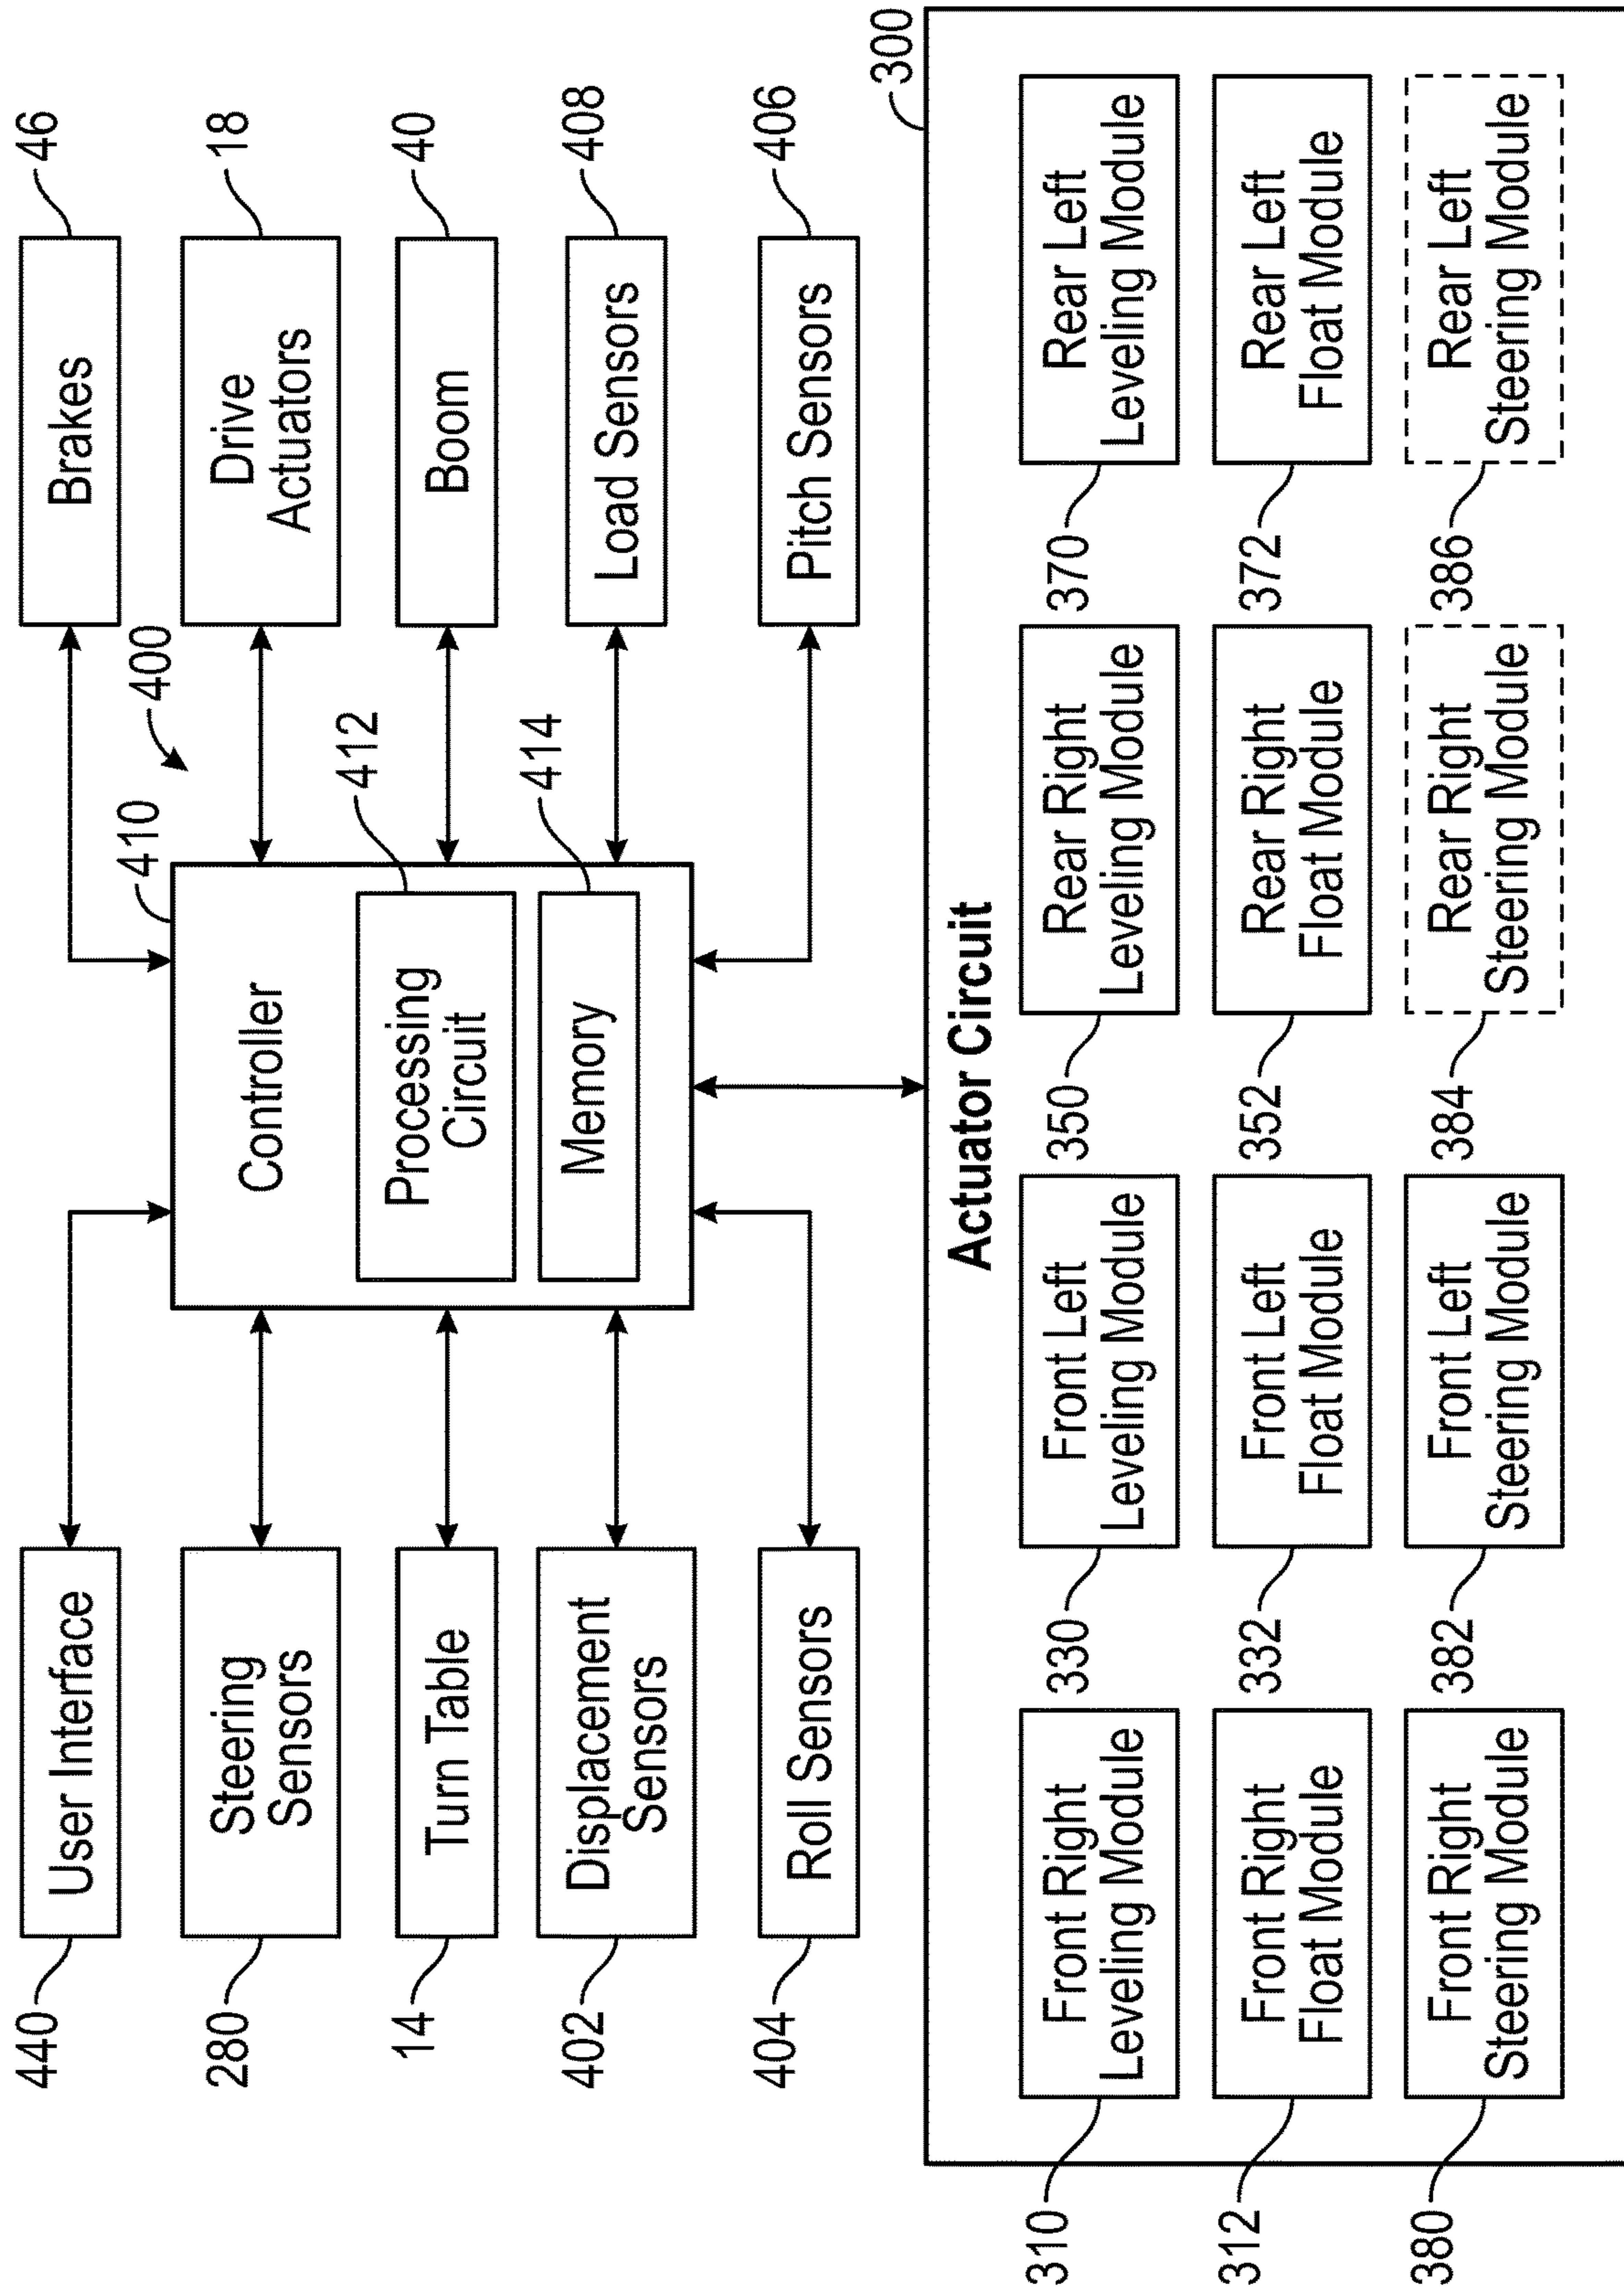 400
410
Controller
Processing
Circuit
412
Memory
414
440
User Interface
280
Steering
Sensors
14
Turn Table
402
Displacement
Sensors
404
Roll Sensors
Brakes
46
Drive
Actuators
18
Boom
40
Load Sensors
408
Pitch Sensors
406
300
Actuator Circuit
310
Front Right
Leveling Module
330
Front Left
Leveling Module
350
Rear Right
Leveling Module
370
Rear Left
Leveling Module
312
Front Right
Float Module
332
Front Left
Float Module
352
Rear Right
Float Module
372
Rear Left
Float Module
380
Front Right
Steering Module
382
Front Left
Steering Module
384
Rear Right
Steering Module
386
Rear Left
Steering Module